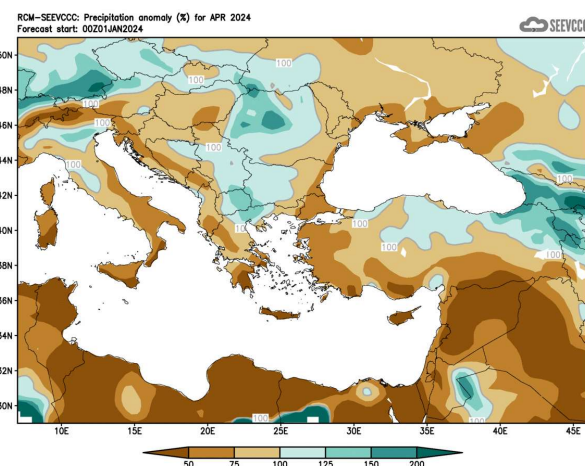 RCM-SEEVCCC: Precipitation anomaly (%) for APR 2024
Forecast start: 00Z01JAN2024
SEEVCCC
60N
100
100
48N
100
46N
100
44N
100
100
100
42N
100
40N
100
100
38N
36N
34N
32N
30N
100
100
10E
15E
20E
25E
30E
35E
40E
45E
50
75
100
125
150
200